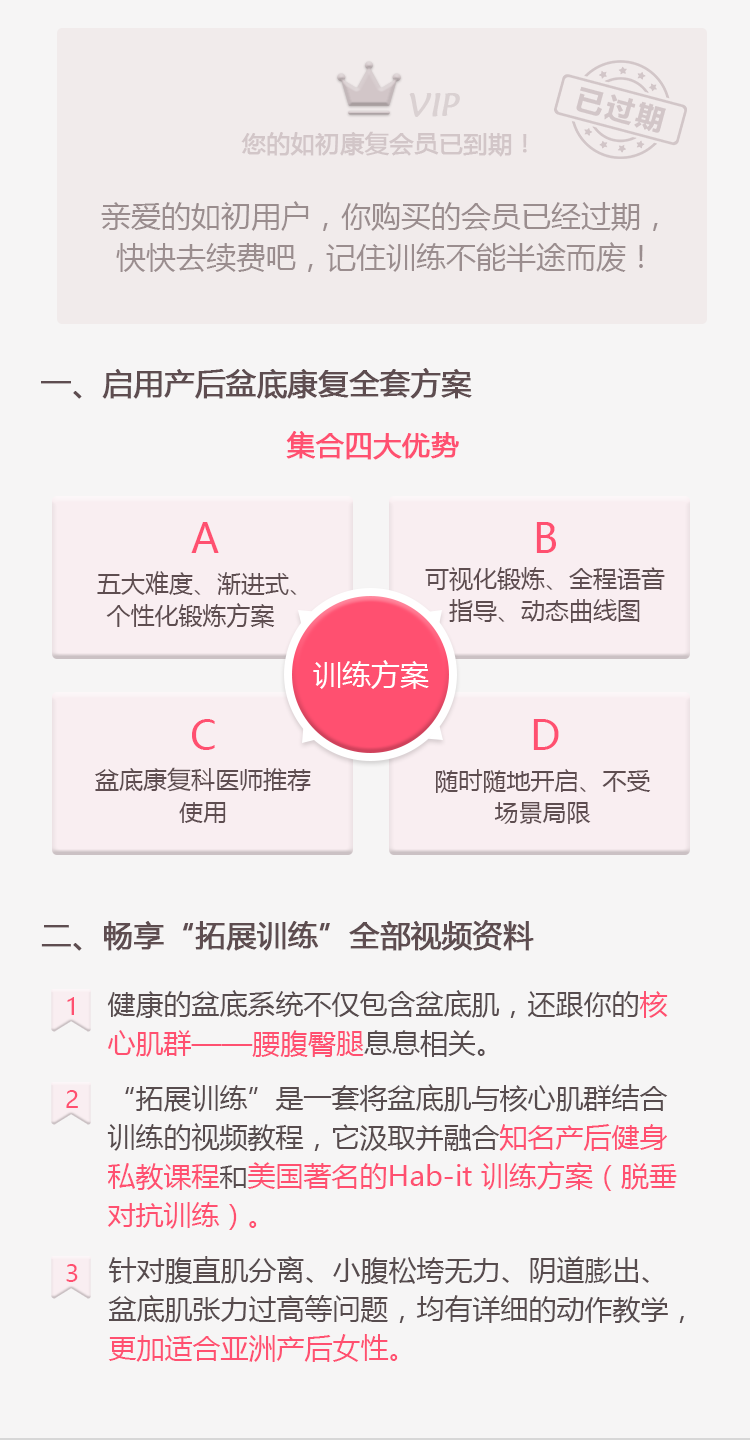 VIP
已过期
您的如初康复会员已到期！
亲爱的如初用户，你购买的会员已经过期，
快快去续费吧，记住训练不能半途而废！
一、启用产后盆底康复全套方案
集合四大优势
A
五大难度、渐进式、
个性化锻炼方案
B
可视化锻炼、全程语音
指导、动态曲线图
训练方案
C
盆底康复科医师推荐
使用
D
随时随地开启、不受
场景局限
二、畅享“拓展训练”全部视频资料
1
健康的盆底系统不仅包含盆底肌，还跟你的核
心肌群——腰腹臀腿息息相关。
2
“拓展训练”是一套将盆底肌与核心肌群结合
训练的视频教程，它汲取并融合知名产后健身
私教课程和美国著名的Hab-it 训练方案（脱垂
对抗训练）。
3
针对腹直肌分离、小腹松垮无力、阴道膨出、
盆底肌张力过高等问题，均有详细的动作教学，
更加适合亚洲产后女性。